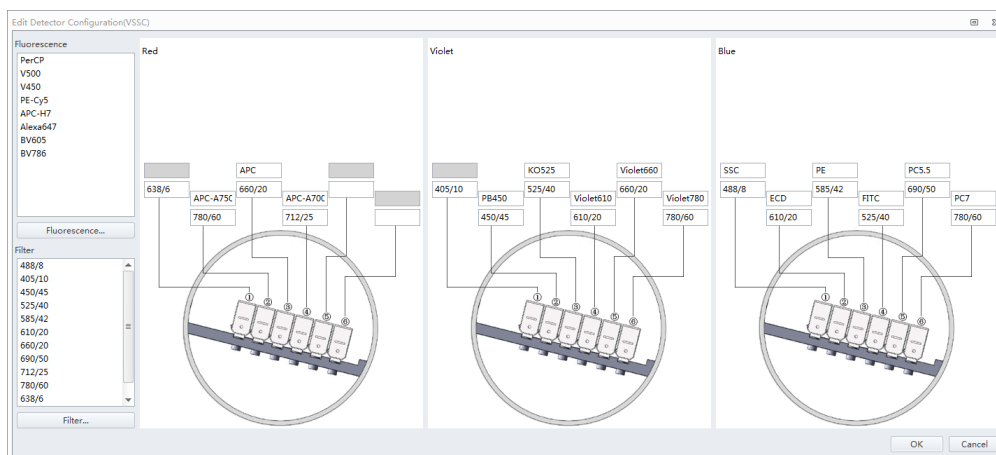 Edit Detector Configuration(VSSC)
Fluorescence
PerCP
V500
V450
PE-Cy5
APC-H7
Alexa647
BV605
BV786
Fluorescence...
Filter
488/8
405/10
450/45
525/40
585/42
610/20
660/20
690/50
712/25
780/60
638/6
Filter...
Red
APC
638/6
660/20
APC-A750
APC-A700
780/60
712/25
①
②
③
④
⑤
⑥
Violet
KO525
Violet660
405/10
525/40
660/20
PB450
Violet610
Violet780
450/45
610/20
780/60
①
②
③
④
⑤
⑥
Blue
SSC
PE
PC5.5
488/8
585/42
690/50
ECD
FITC
PC7
610/20
525/40
780/60
①
②
③
④
⑤
⑥
OK
Cancel